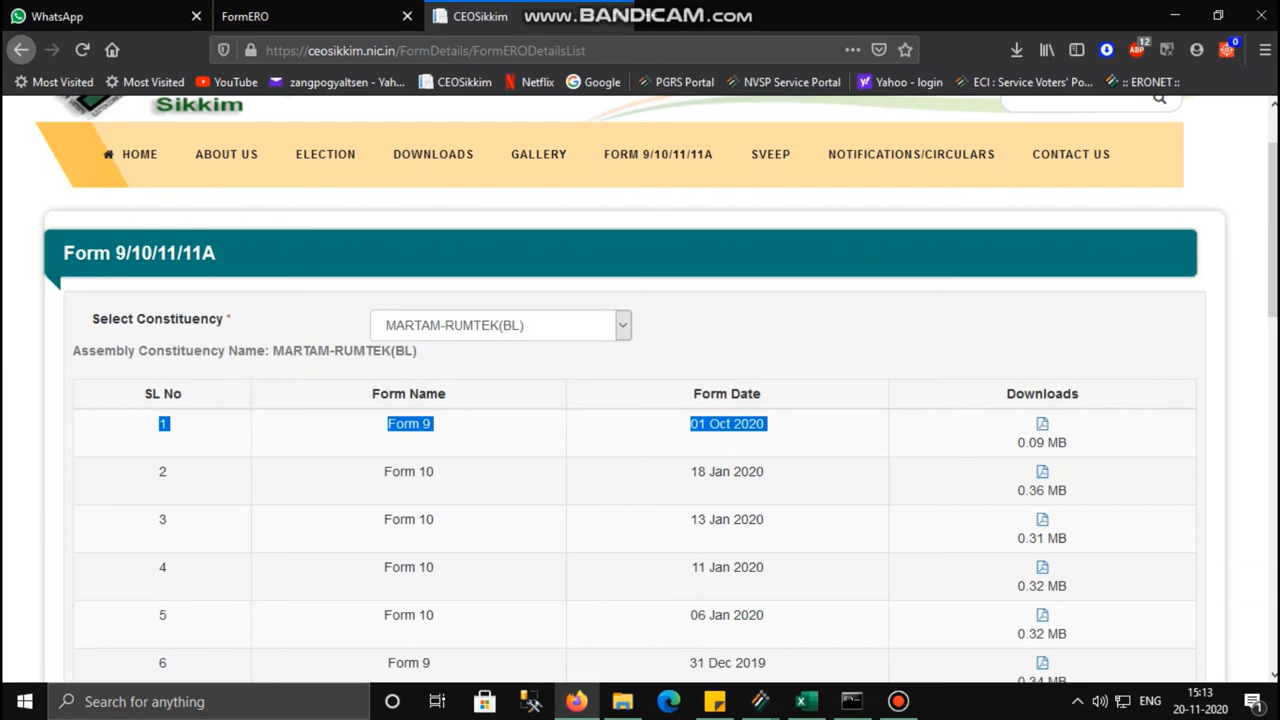 WhatsApp
FormERO
CEOSikkim
www.BANDICAM.com
https://ceosikkim.nic.in/FormDetails/FormERODetailsList
12
0
Most Visited
Most Visited
YouTube
zangpogyaltsen - Yah...
CEOSikkim
Netflix
Google
PGRS Portal
NVSP Service Portal
Yahoo - login
ECI : Service Voters' Po...
:: ERONET ::
Sikkim
HOME
ABOUT US
ELECTION
DOWNLOADS
GALLERY
FORM 9/10/11/11A
SVEEP
NOTIFICATIONS/CIRCULARS
CONTACT US
Form 9/10/11/11A
Select Constituency *
MARTAM-RUMTEK(BL)
Assembly Constituency Name: MARTAM-RUMTEK(BL)
SL No Form Name Form Date Downloads
1 Form 9 01 Oct 2020
0.09 MB
2 Form 10 18 Jan 2020
0.36 MB
3 Form 10 13 Jan 2020
0.31 MB
4 Form 10 11 Jan 2020
0.32 MB
5 Form 10 06 Jan 2020
0.32 MB
6 Form 9 31 Dec 2019
0.34 MB
Search for anything
ENG
15:13
20-11-2020
1